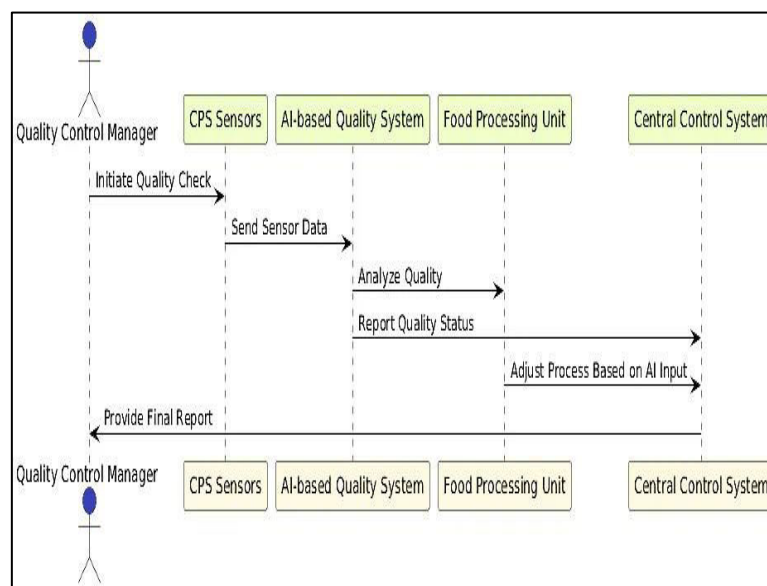 Quality Control Manager
CPS Sensors
AI-based Quality System
Food Processing Unit
Central Control System
Initiate Quality Check
Send Sensor Data
Analyze Quality
Report Quality Status
Adjust Process Based on AI Input
Provide Final Report
Quality Control Manager
CPS Sensors
AI-based Quality System
Food Processing Unit
Central Control System